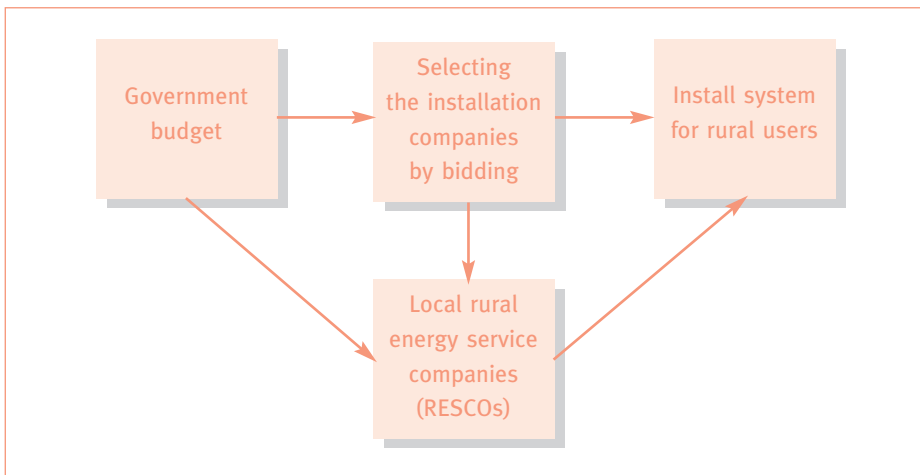 Government
budget
Selecting
the installation
companies
by bidding
Install system
for rural users
Local rural
energy service
companies
(RESCOs)